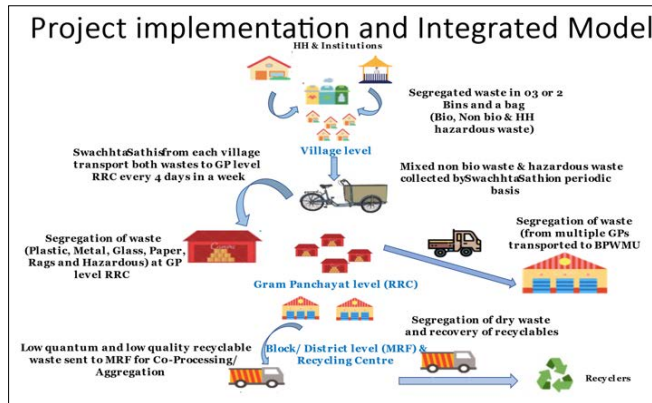 Project implementation and Integrated Model
HH & Institutions
Segregated waste in 03 or 2
Bins and a bag
(Bio, Non bio & HH
hazardous waste)
Village level
SwachhtaSathisfrom each village
transport both wastes to GP level
RRC every 4 days in a week
Mixed non bio waste & hazardous waste
collected bySwachhtaSathion periodic
basis
Segregation of waste
(Plastic, Metal, Glass, Paper,
Rags and Hazardous) at GP
level RRC
Segregation of waste
(from multiple GPs
transported to BPWMU
Gram Panchayat level (RRC)
Low quantum and low quality recyclable
waste sent to MRF for Co-Processing/
Aggregation
Block/ District level (MRF) &
Recycling Centre
Segregation of dry waste
and recovery of recyclables
Recyclers